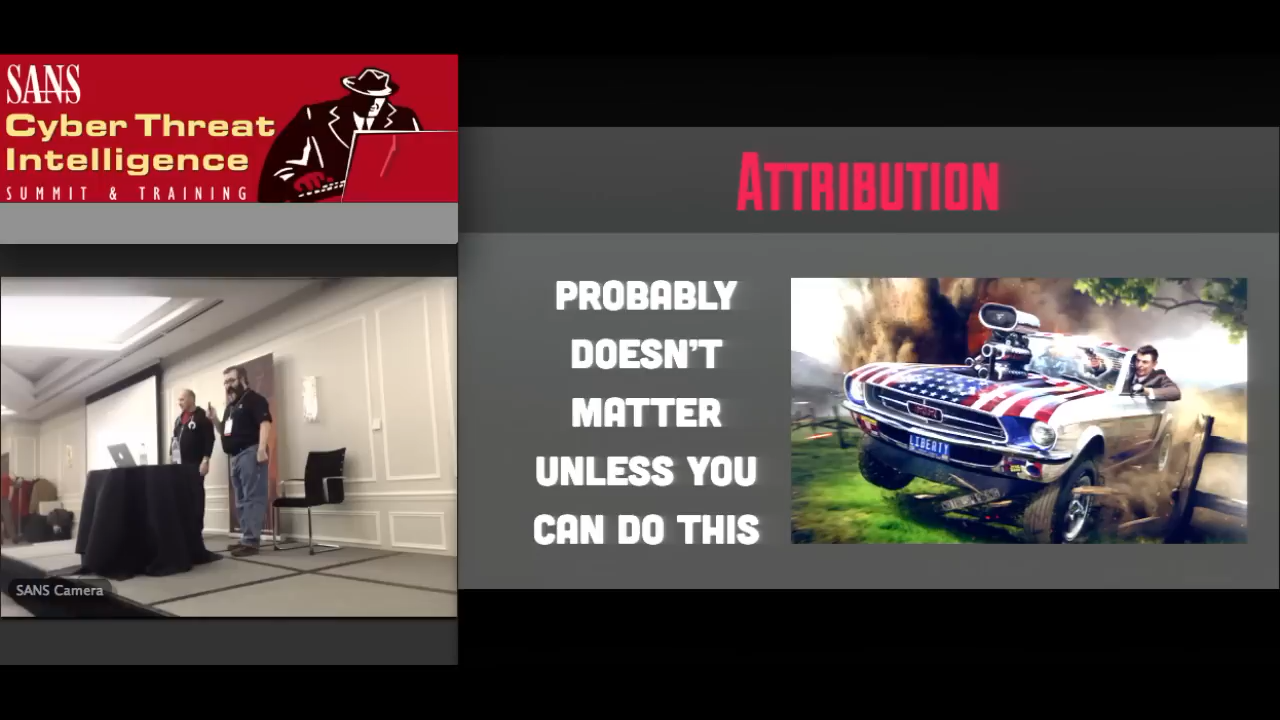 SANS
Cyber Threat
Intelligence
SUMMIT & TRAINING
SANS Camera
ATTRIBUTION
PROBABLY
DOESN'T
MATTER
UNLESS YOU
CAN DO THIS
LIBERTY